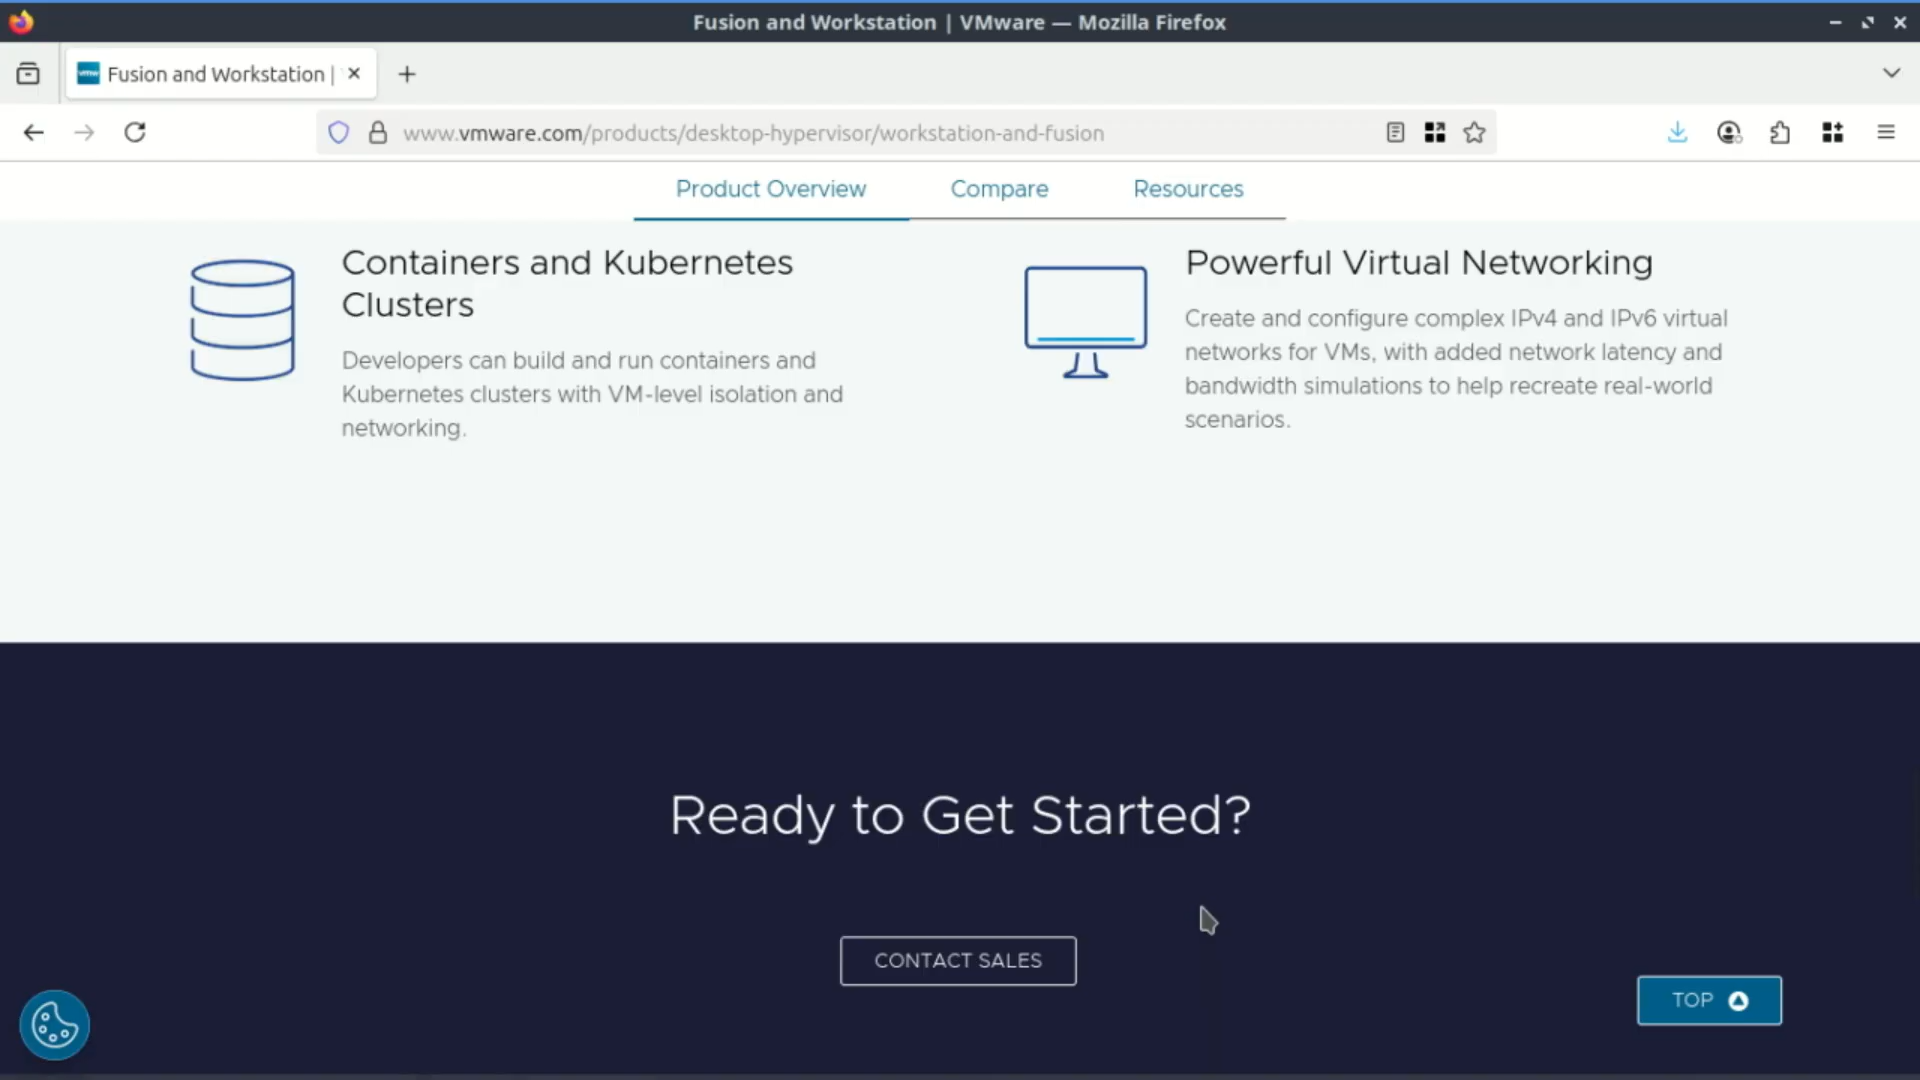 Fusion and Workstation | VMware — Mozilla Firefox
vmw Fusion and Workstation |
www.vmware.com/products/desktop-hypervisor/workstation-and-fusion
Product Overview Compare Resources
Containers and Kubernetes
Clusters
Developers can build and run containers and
Kubernetes clusters with VM-level isolation and
networking.
Powerful Virtual Networking
Create and configure complex IPv4 and IPv6 virtual
networks for VMs, with added network latency and
bandwidth simulations to help recreate real-world
scenarios.
Ready to Get Started?
CONTACT SALES
TOP